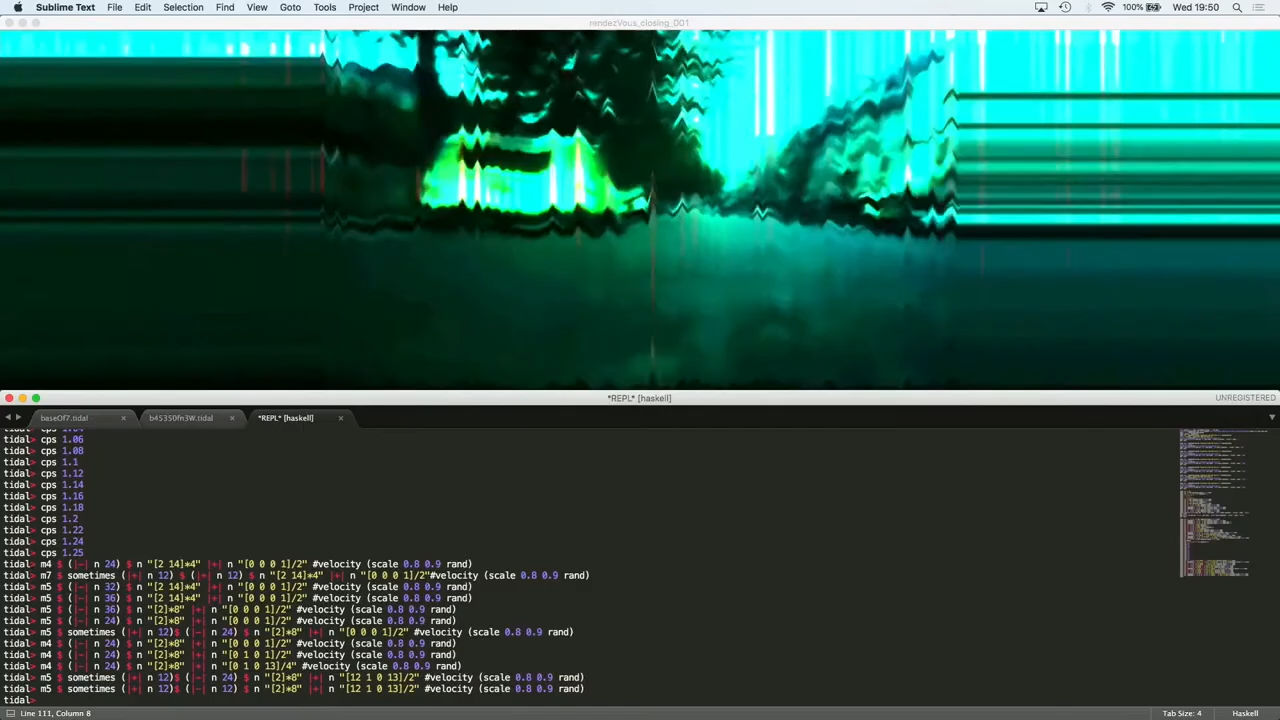 Sublime Text File Edit Selection Find View Goto Tools Project Window Help 100% Wed 19:50
rendezVous_closing_001
*REPL* [haskell] UNREGISTERED
baseOf7.tidal b45350fn3W.tidal *REPL* [haskell]
tidal> cps 1.04
tidal> cps 1.06
tidal> cps 1.08
tidal> cps 1.1
tidal> cps 1.12
tidal> cps 1.14
tidal> cps 1.16
tidal> cps 1.18
tidal> cps 1.2
tidal> cps 1.22
tidal> cps 1.24
tidal> cps 1.25
tidal> m4 $ (|-| n 24) $ n "[2 14]*4" |+| n "[0 0 0 1]/2" #velocity (scale 0.8 0.9 rand)
tidal> m7 $ sometimes (|+| n 12) $ (|+| n 12) $ n "[2 14]*4" |+| n "[0 0 0 1]/2"#velocity (scale 0.8 0.9 rand)
tidal> m5 $ (|-| n 32) $ n "[2 14]*4" |+| n "[0 0 0 1]/2" #velocity (scale 0.8 0.9 rand)
tidal> m5 $ (|-| n 36) $ n "[2 14]*4" |+| n "[0 0 0 1]/2" #velocity (scale 0.8 0.9 rand)
tidal> m5 $ (|-| n 36) $ n "[2]*8" |+| n "[0 0 0 1]/2" #velocity (scale 0.8 0.9 rand)
tidal> m5 $ (|-| n 24) $ n "[2]*8" |+| n "[0 0 0 1]/2" #velocity (scale 0.8 0.9 rand)
tidal> m5 $ sometimes (|+| n 12)$ (|-| n 24) $ n "[2]*8" |+| n "[0 0 0 1]/2" #velocity (scale 0.8 0.9 rand)
tidal> m4 $ (|-| n 24) $ n "[2]*8" |+| n "[0 0 0 1]/2" #velocity (scale 0.8 0.9 rand)
tidal> m4 $ (|-| n 24) $ n "[2]*8" |+| n "[0 1 0 1]/2" #velocity (scale 0.8 0.9 rand)
tidal> m4 $ (|-| n 24) $ n "[2]*8" |+| n "[0 1 0 13]/4" #velocity (scale 0.8 0.9 rand)
tidal> m5 $ sometimes (|+| n 12)$ (|-| n 24) $ n "[2]*8" |+| n "[12 1 0 13]/2" #velocity (scale 0.8 0.9 rand)
tidal> m5 $ sometimes (|+| n 12)$ (|-| n 12) $ n "[2]*8" |+| n "[12 1 0 13]/2" #velocity (scale 0.8 0.9 rand)
tidal>
Line 111, Column 8 Tab Size: 4 Haskell